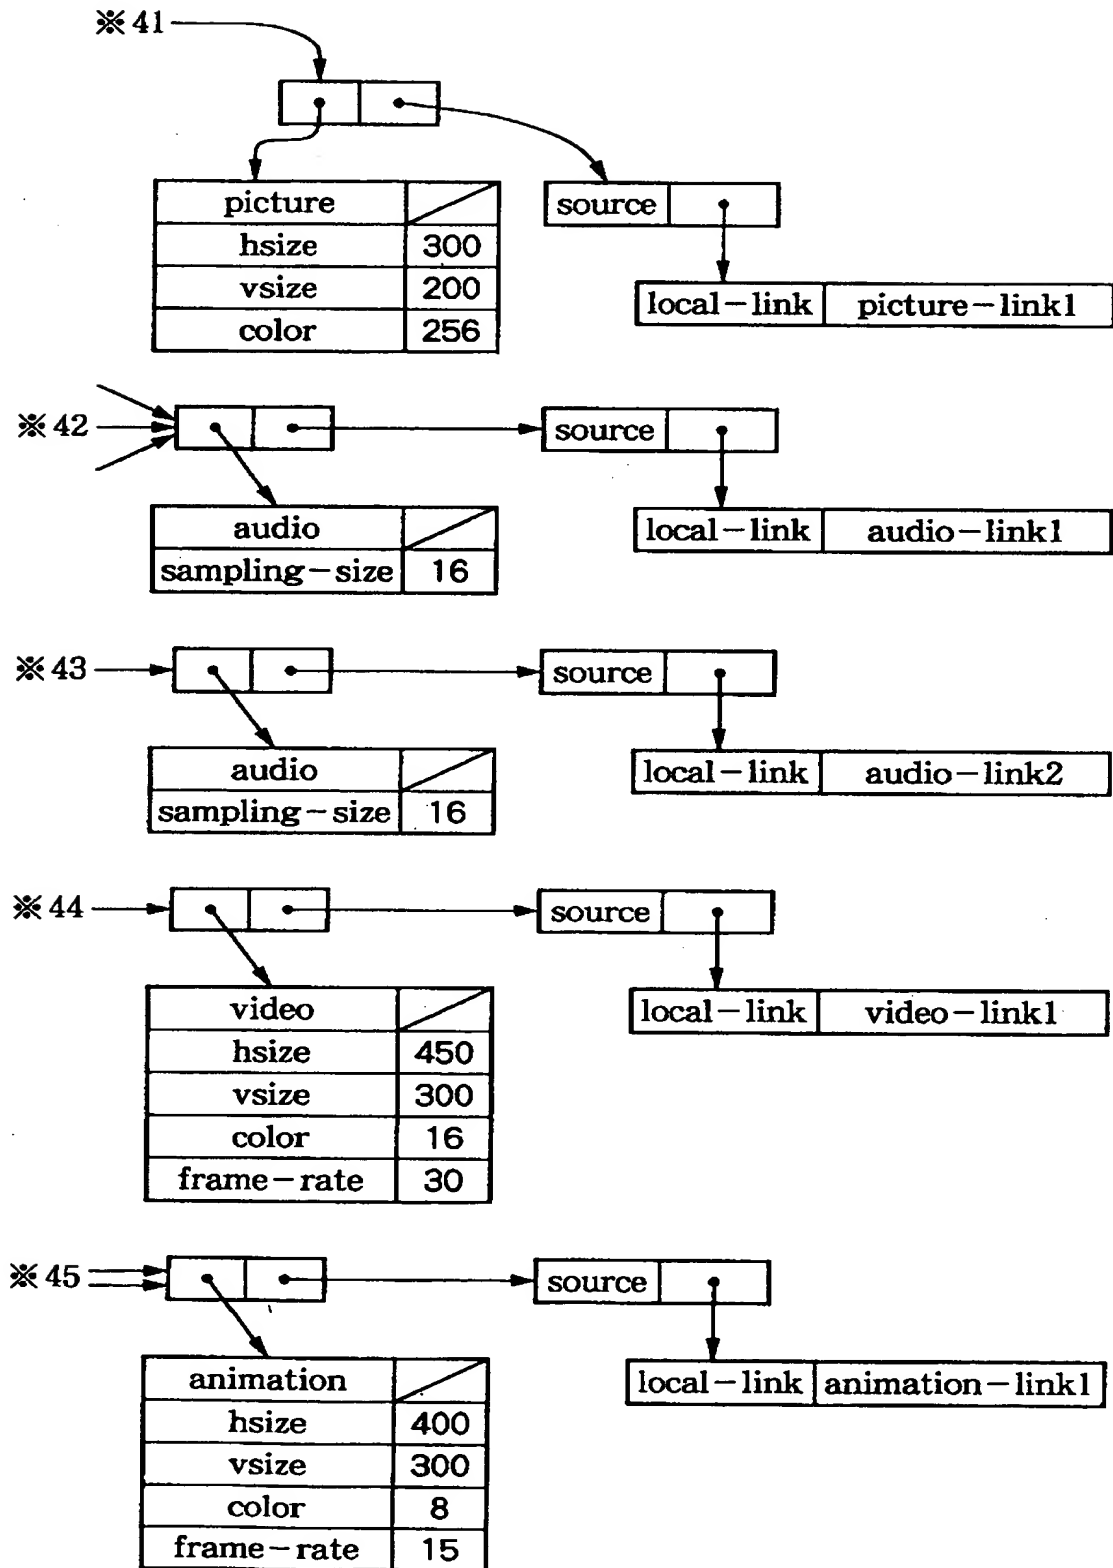 ※41
picture
hsize 300
vsize 200
color 256
source
local-link picture-link1
※42
source
audio
sampling-size 16
local-link audio-link1
※43
source
audio
sampling-size 16
local-link audio-link2
※44
source
video
hsize 450
vsize 300
color 16
frame-rate 30
local-link video-link1
※45
source
animation
hsize 400
vsize 300
color 8
frame-rate 15
local-link animation-link1